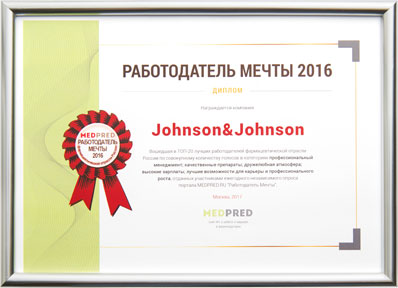 РАБОТОДАТЕЛЬ МЕЧТЫ 2016
ДИПЛОМ
Награждается компания
Johnson&Johnson
Вошедшая в ТОП-20 лучших работодателей фармацевтической отрасли
России по совокупному количеству голосов в категориях профессиональный
менеджмент, качественные препараты, дружелюбная атмосфера,
высокие зарплаты, лучшие возможности для карьеры и профессионального
роста, отданных участниками ежегодного независимого опроса
портала MEDPRED.RU "Работодатель Мечты".
Москва, 2017
MEDPRED
MEDPRED
РАБОТОДАТЕЛЬ
МЕЧТЫ
2016